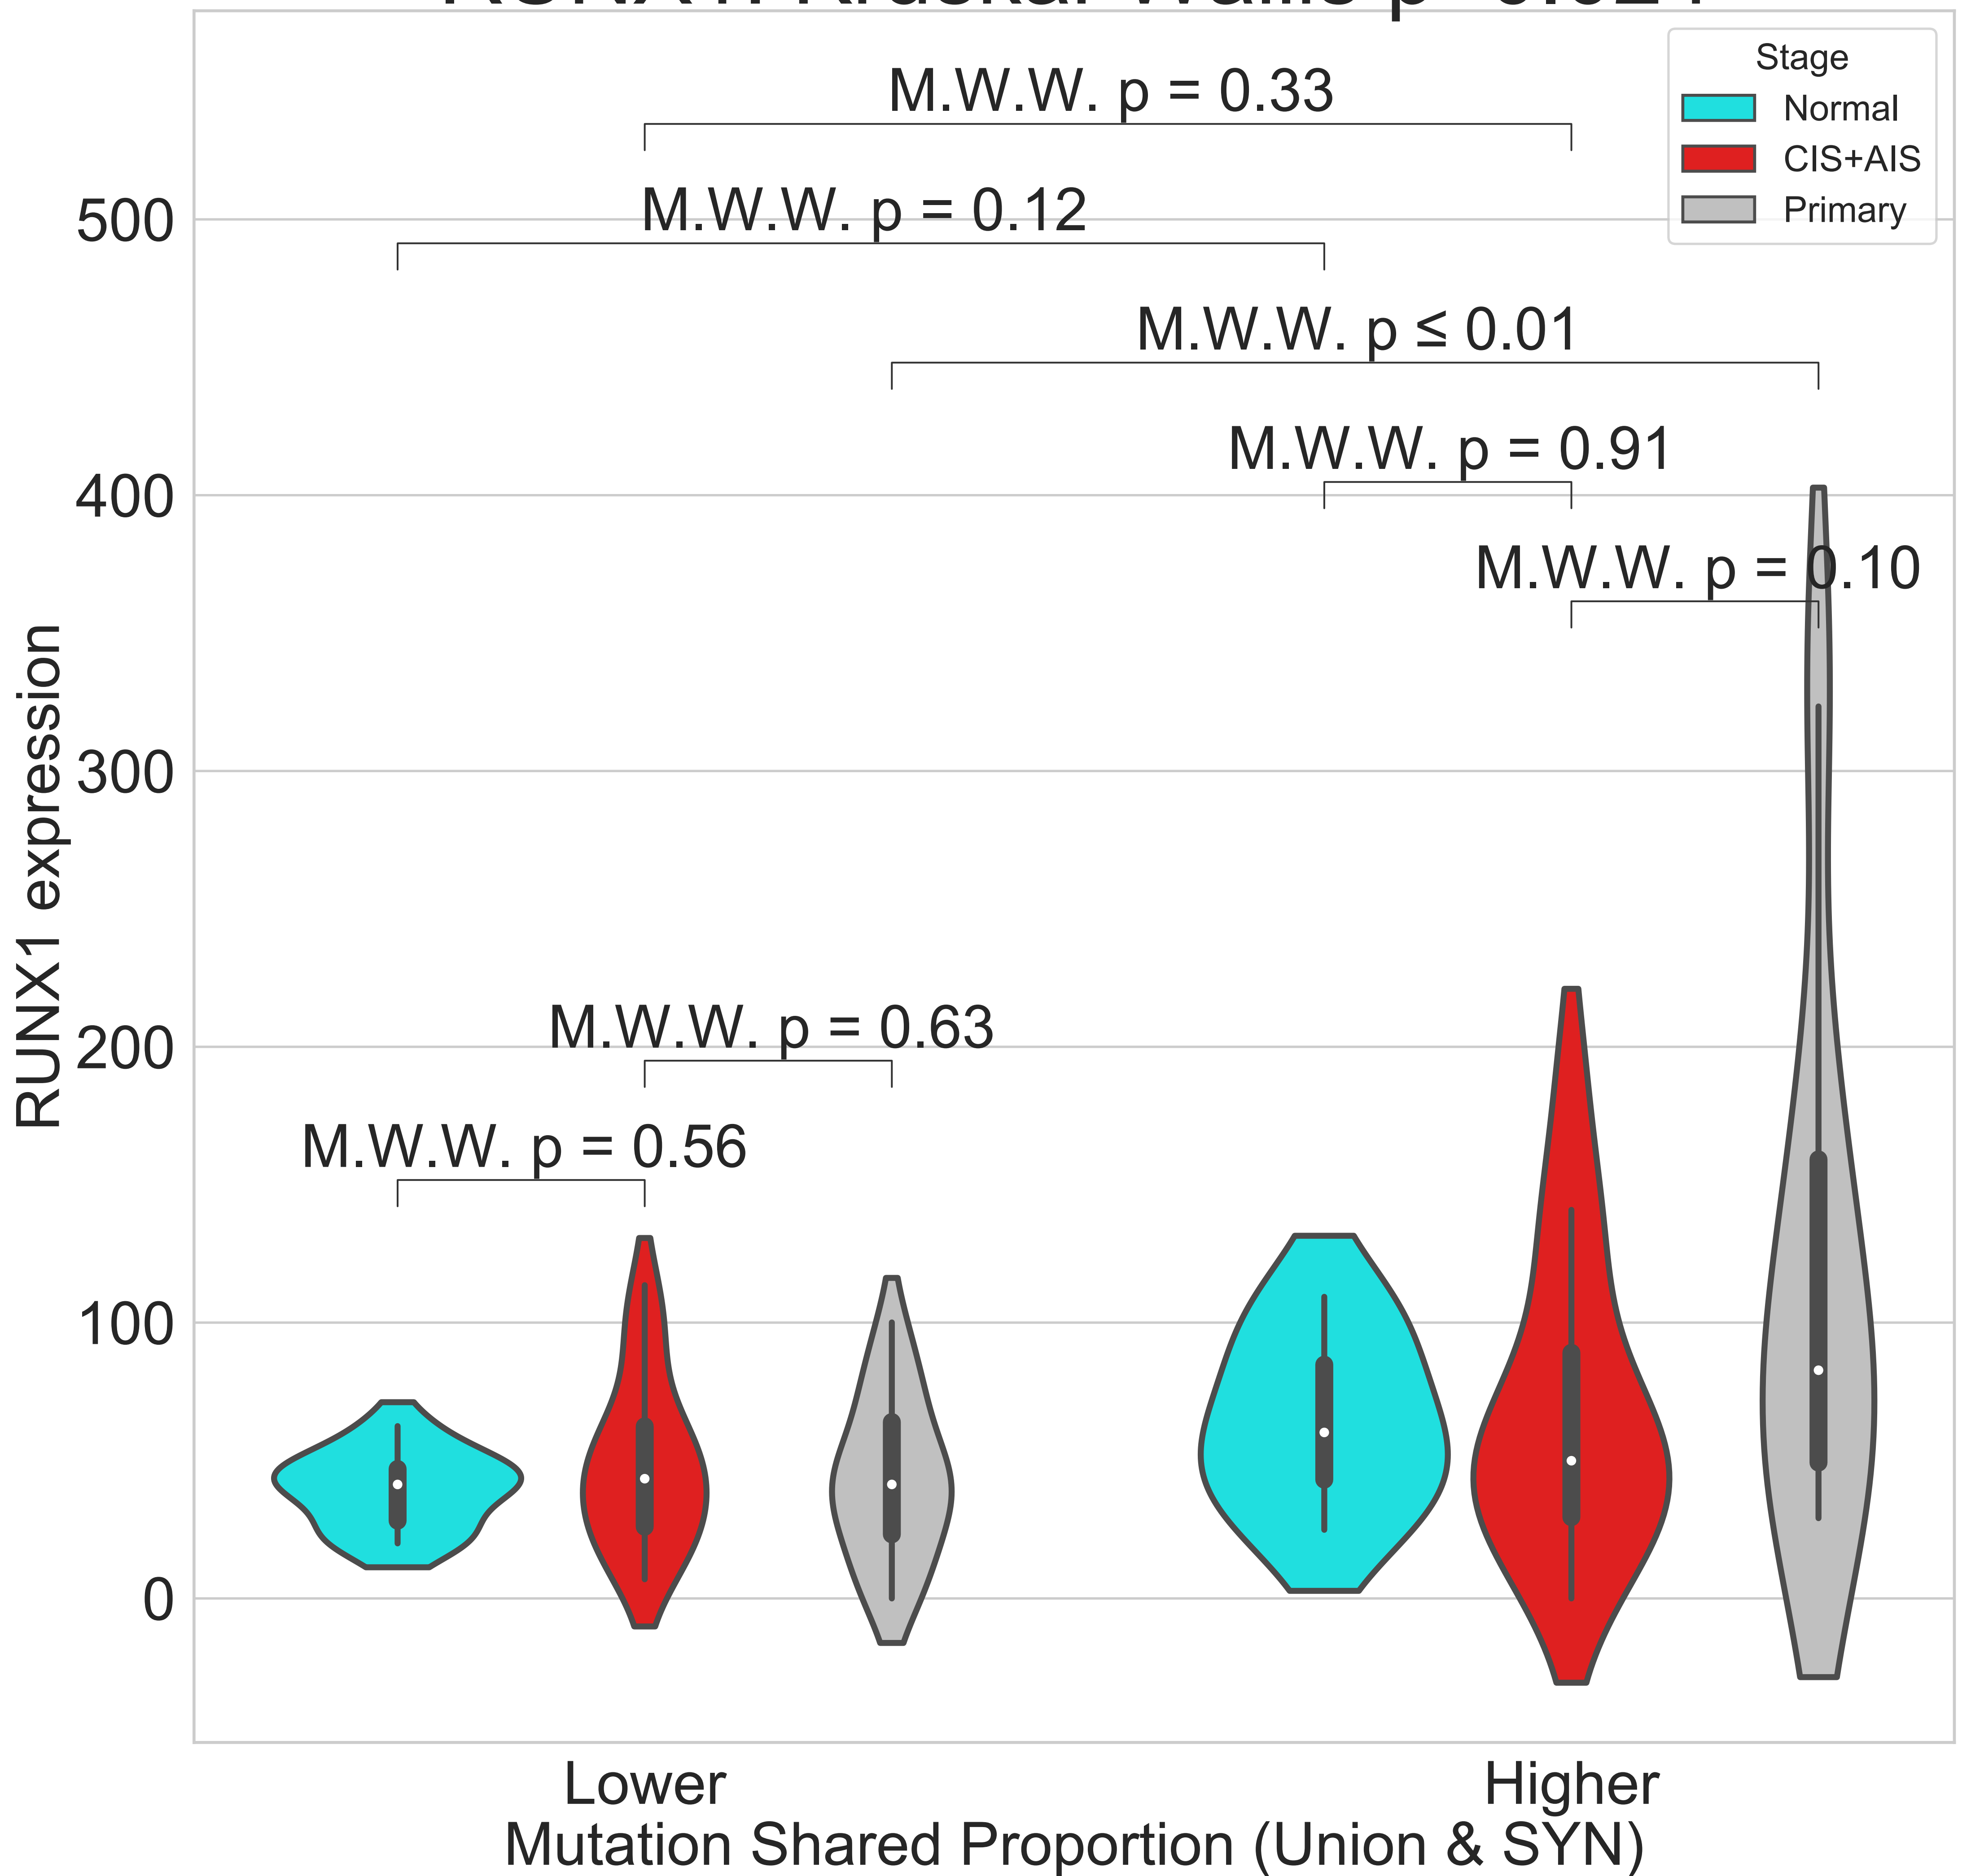 Stage
Normal
CIS+AIS
Primary
M.W.W. p = 0.33
M.W.W. p = 0.12
M.W.W. p ≤ 0.01
M.W.W. p = 0.91
M.W.W. p = 0.10
M.W.W. p = 0.63
M.W.W. p = 0.56
500
400
300
200
100
0
RUNX1 expression
Lower
Higher
Mutation Shared Proportion (Union & SYN)